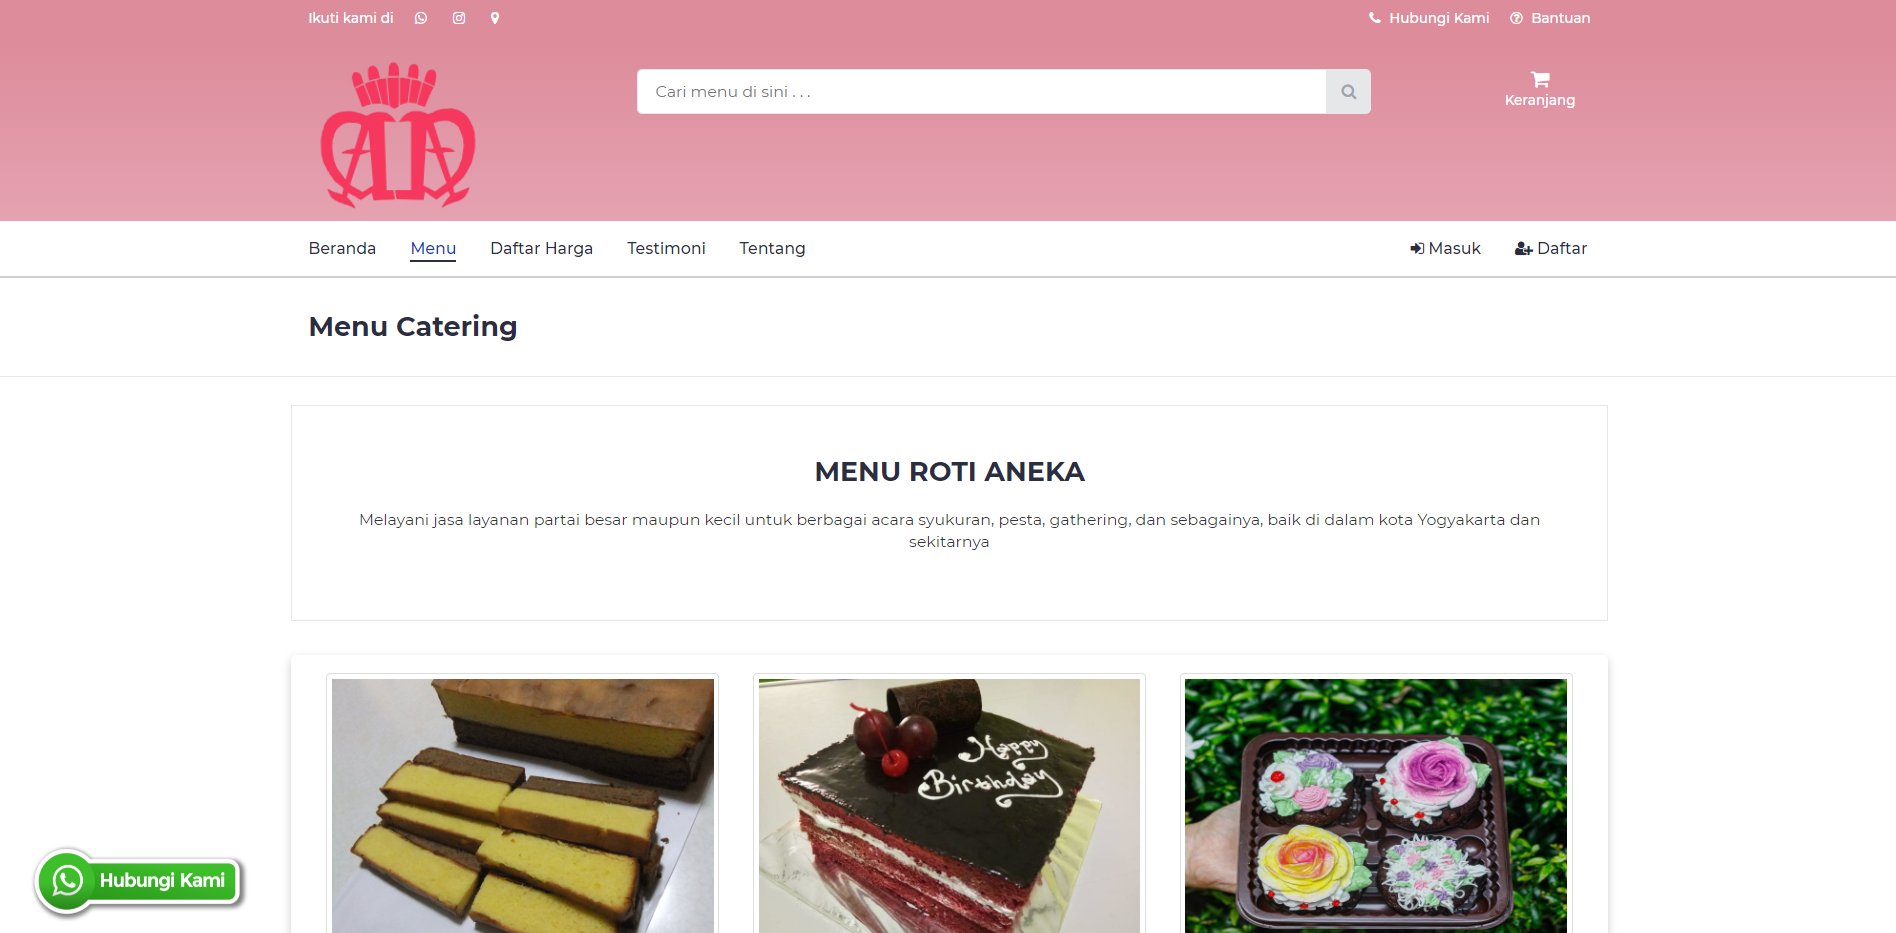 Ikuti kami di
Hubungi Kami
Bantuan
Cari menu di sini . . .
Keranjang
Beranda
Menu
Daftar Harga
Testimoni
Tentang
Masuk
Daftar
Menu Catering
MENU ROTI ANEKA
Melayani jasa layanan partai besar maupun kecil untuk berbagai acara syukuran, pesta, gathering, dan sebagainya, baik di dalam kota Yogyakarta dan
sekitarnya
Happy
Birthday
Hubungi Kami